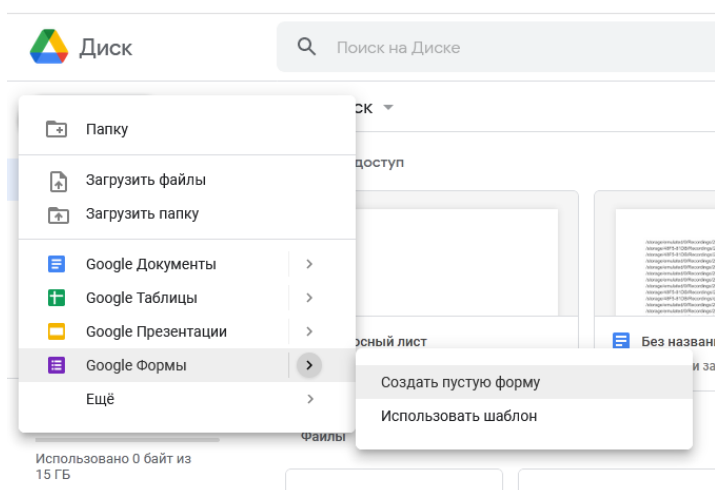 Диск
Поиск на Диске
ск
Папку
доступ
Загрузить файлы
Загрузить папку
Google Документы
Google Таблицы
Google Презентации
осный лист
Без назван
Google Формы
и за
Создать пустую форму
Ещё
Использовать шаблон
Файлы
Использовано 0 байт из
15 ГБ